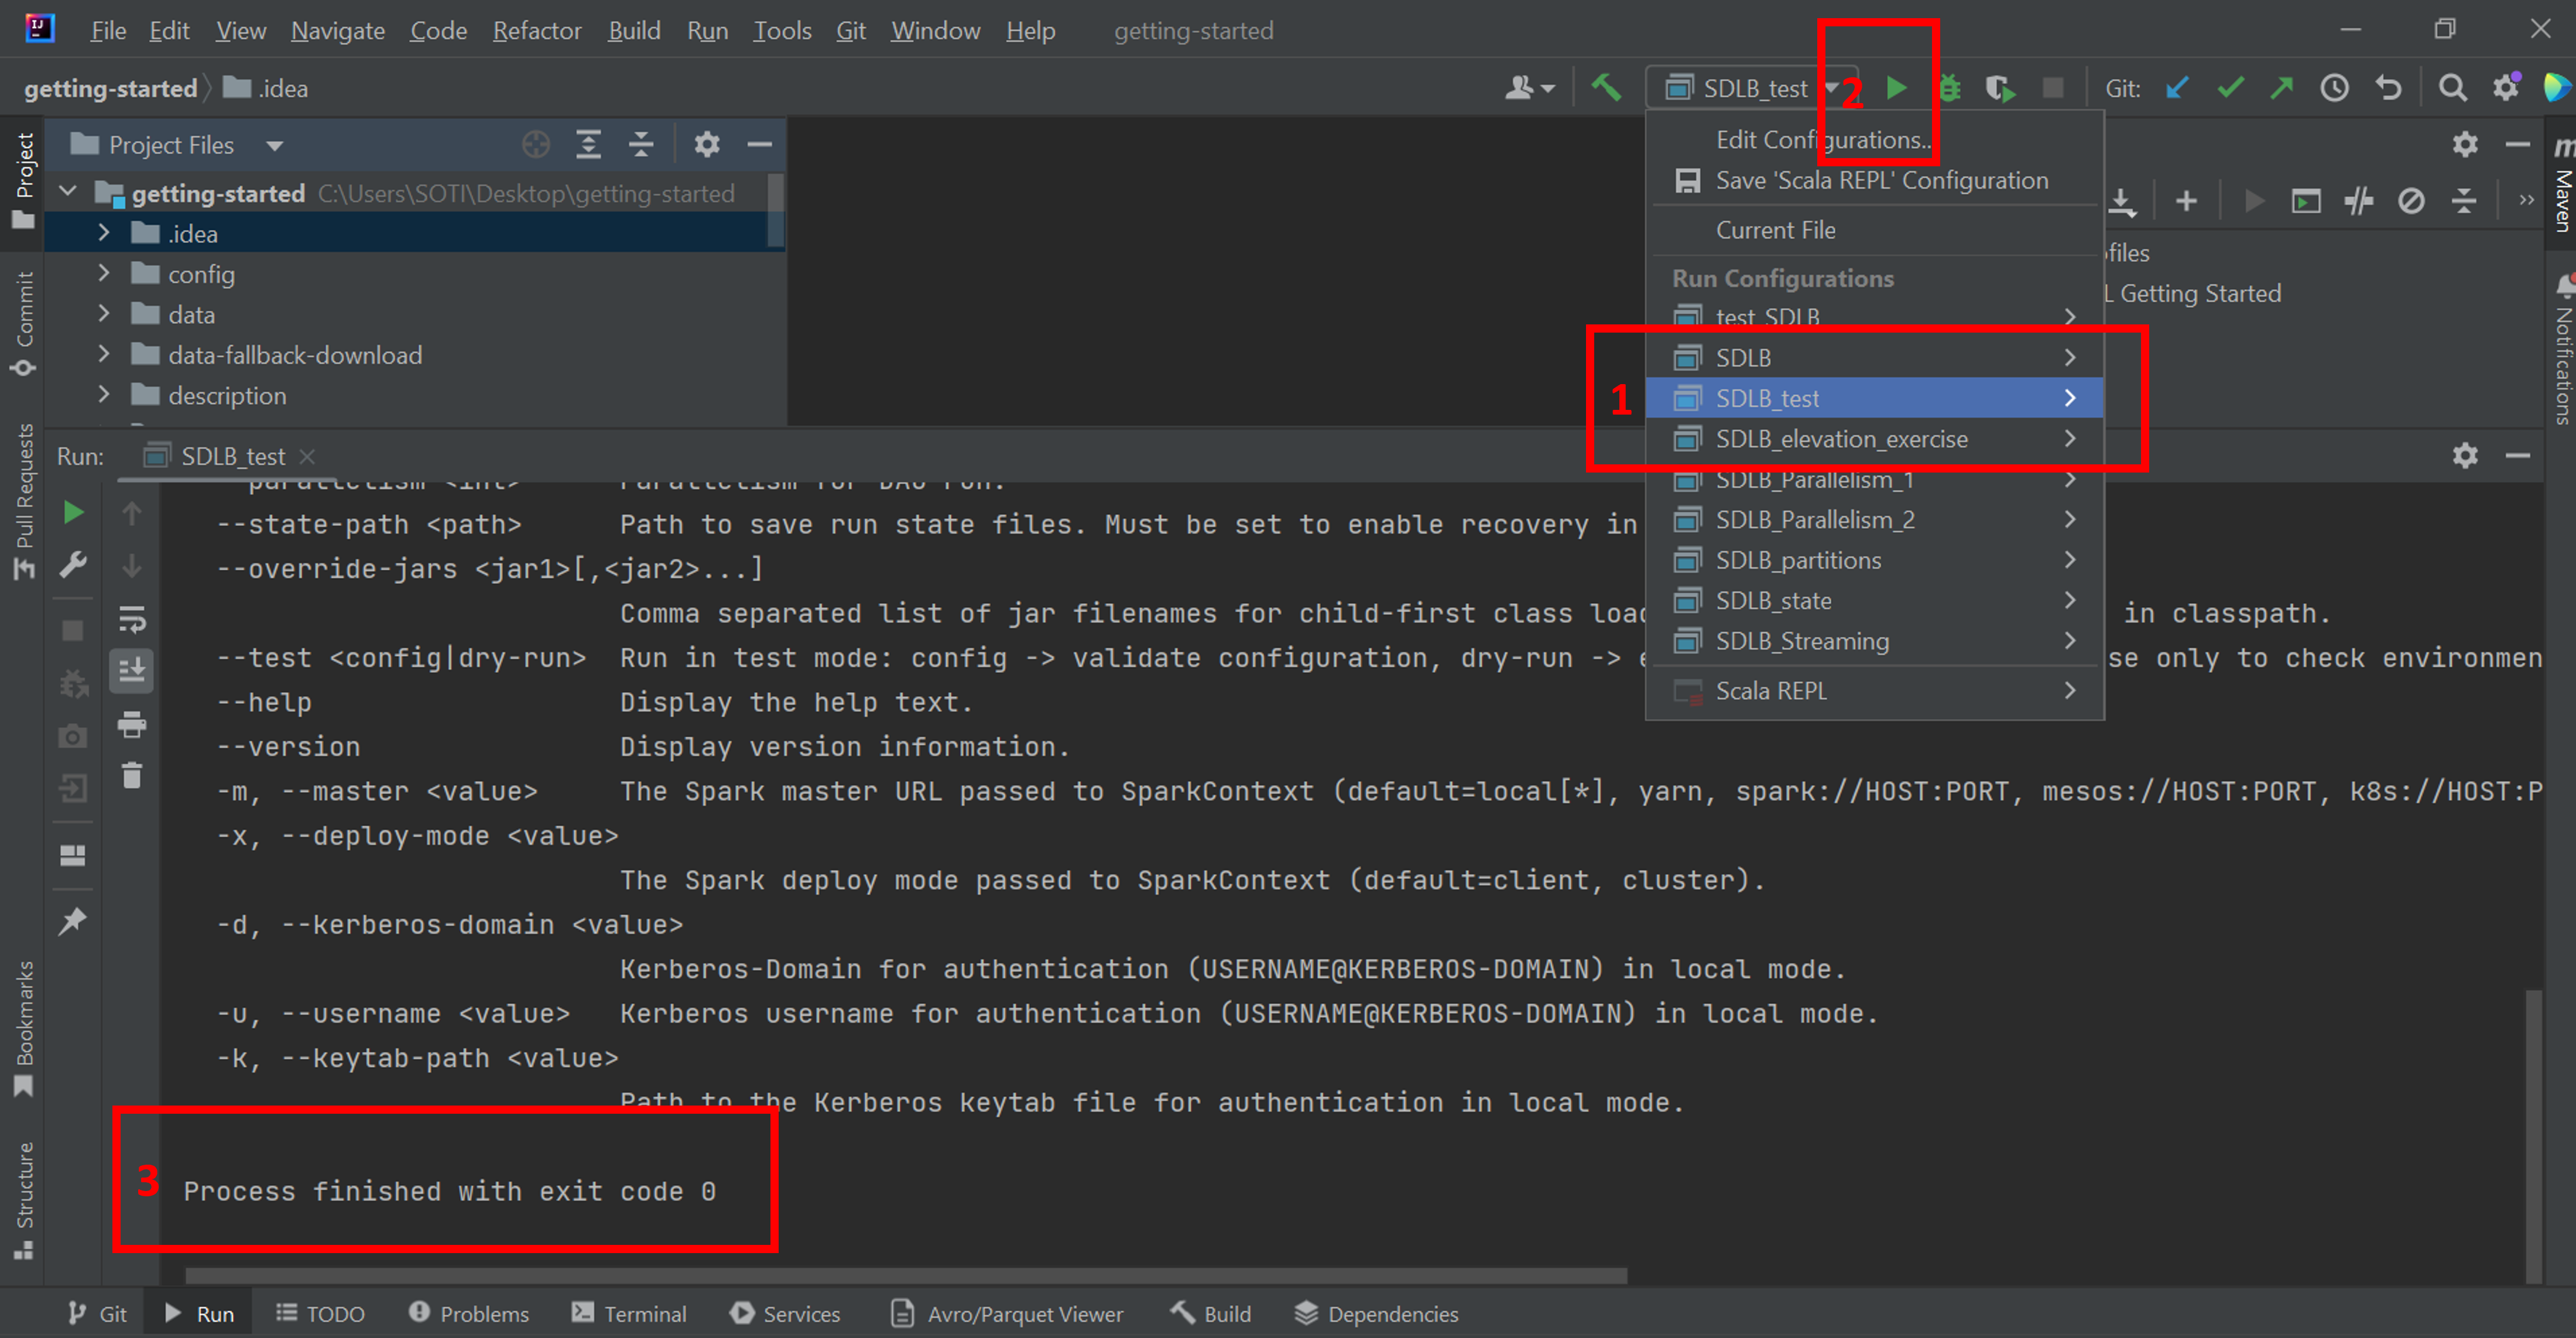 File Edit View Navigate Code Refactor Build Run Tools Git Window Help getting-started
getting-started .idea
SDLB_test
2
Git:
Project
Project Files
Edit Configurations...
Save 'Scala REPL' Configuration
getting-started C:\Users\SOTI\Desktop\getting-started
.idea
config
data
data-fallback-download
description
Current File
Run Configurations
test_SDLB
1
SDLB
SDLB_test
SDLB_elevation_exercise
SDLB_Parallelism_1
SDLB_Parallelism_2
SDLB_partitions
SDLB_state
SDLB_Streaming
Scala REPL
files
L Getting Started
Maven
Notifications
Commit
Pull Requests
Bookmarks
Structure
Run: SDLB_test
parallelism <int> Parallelism for DAG run.
--state-path <path> Path to save run state files. Must be set to enable recovery in
--override-jars <jar1>[,<jar2>...]
Comma separated list of jar filenames for child-first class loa in classpath.
--test <config|dry-run> Run in test mode: config -> validate configuration, dry-run -> e se only to check environmen
--help Display the help text.
--version Display version information.
-m, --master <value> The Spark master URL passed to SparkContext (default=local[*], yarn, spark://HOST:PORT, mesos://HOST:PORT, k8s://HOST:P
-x, --deploy-mode <value>
The Spark deploy mode passed to SparkContext (default=client, cluster).
-d, --kerberos-domain <value>
Kerberos-Domain for authentication (USERNAME@KERBEROS-DOMAIN) in local mode.
-u, --username <value> Kerberos username for authentication (USERNAME@KERBEROS-DOMAIN) in local mode.
-k, --keytab-path <value>
Path to the Kerberos keytab file for authentication in local mode.
3
Process finished with exit code 0
Git Run TODO Problems Terminal Services Avro/Parquet Viewer Build Dependencies